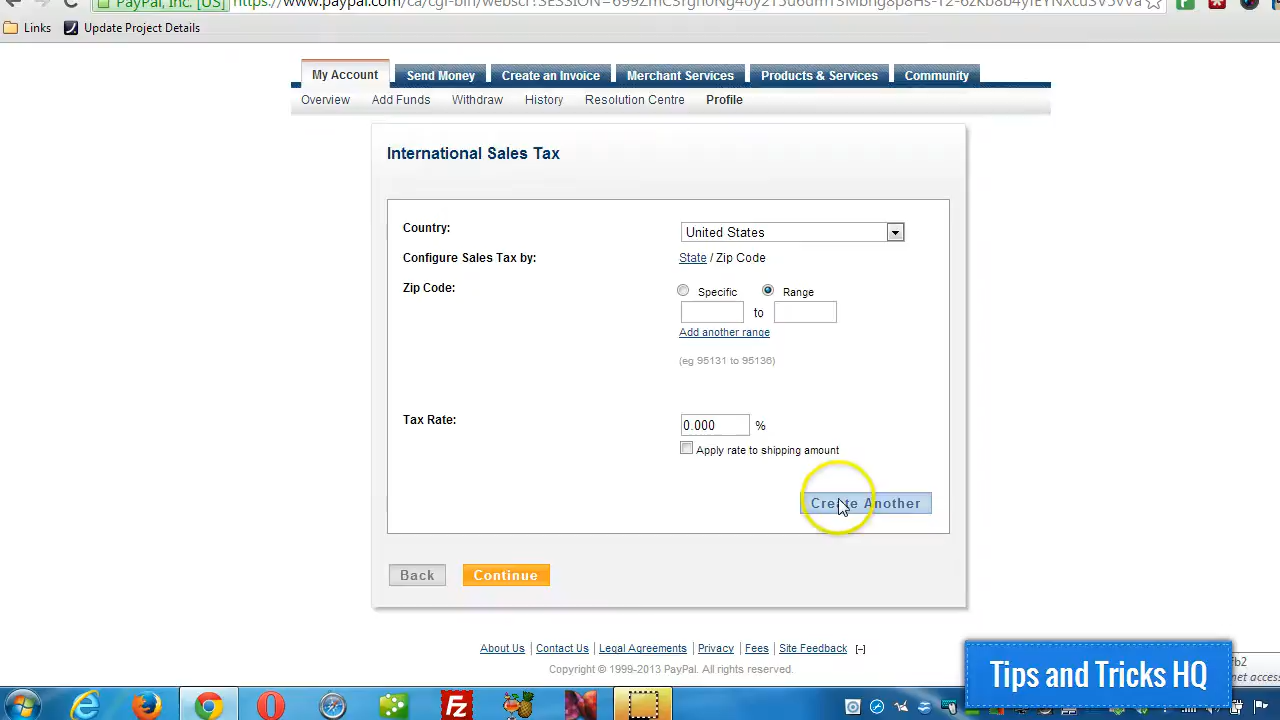 PayPal, Inc. [US]
Links Update Project Details
My Account Send Money Create an Invoice Merchant Services Products & Services Community
Overview Add Funds Withdraw History Resolution Centre Profile
International Sales Tax
Country: United States
Configure Sales Tax by: State / Zip Code
Zip Code: Specific Range
to
Add another range
(eg 95131 to 95136)
Tax Rate: 0.000 %
Apply rate to shipping amount
Create Another
Back Continue
About Us Contact Us Legal Agreements Privacy Fees Site Feedback [–]
Copyright © 1999-2013 PayPal. All rights reserved.
Tips and Tricks HQ